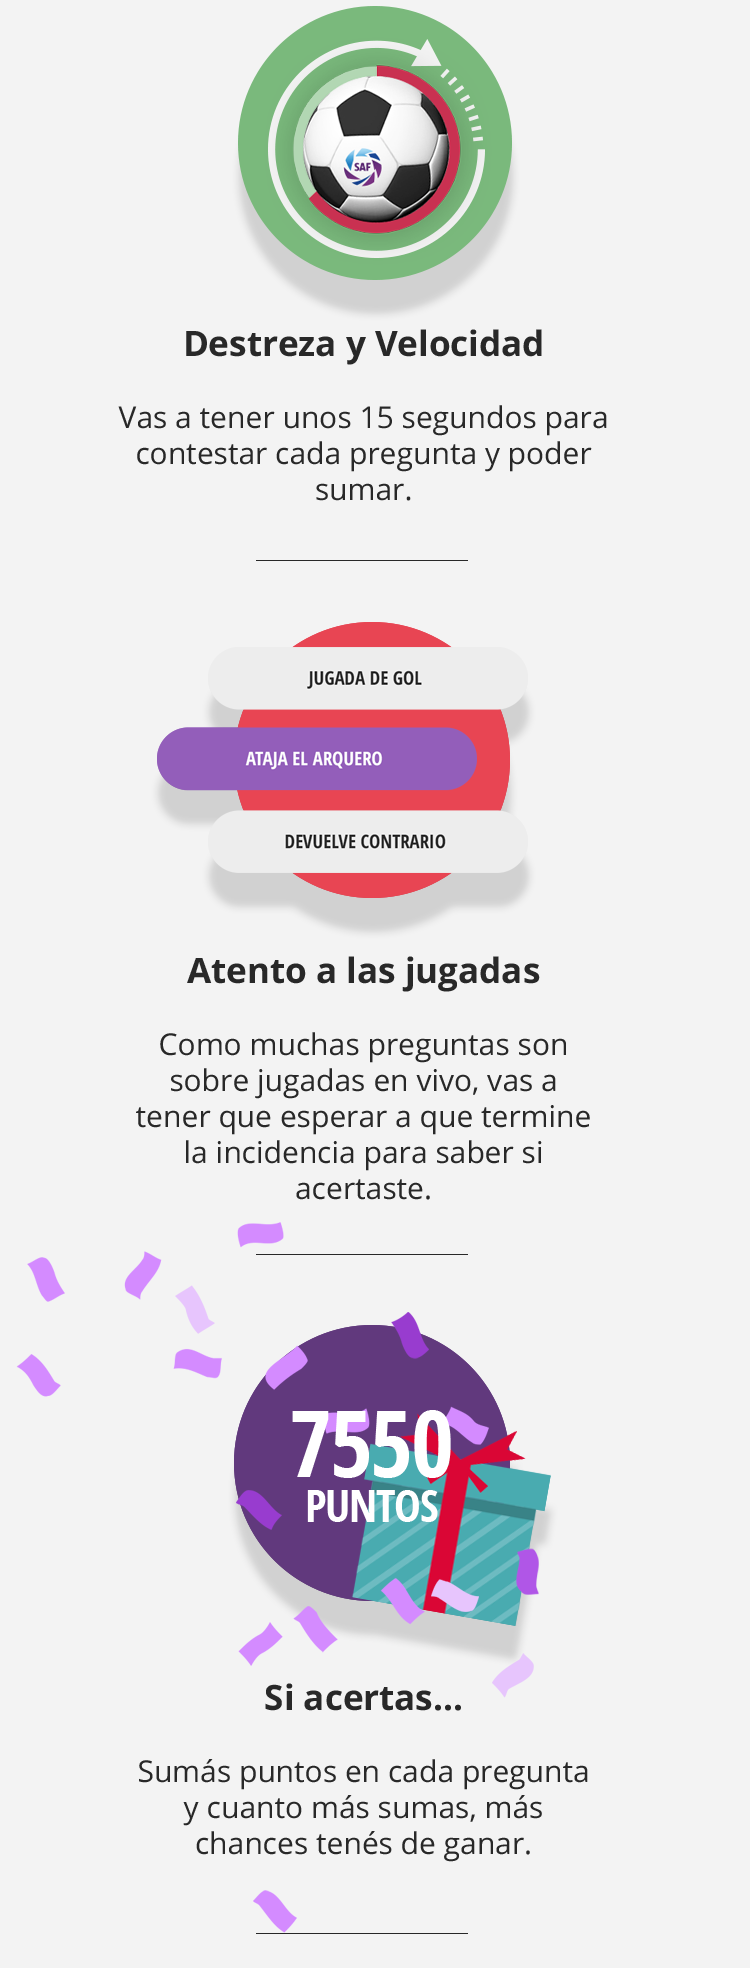 SAF
Destreza y Velocidad
Vas a tener unos 15 segundos para
contestar cada pregunta y poder
sumar.
JUGADA DE GOL
ATAJA EL ARQUERO
DEVUELVE CONTRARIO
Atento a las jugadas
Como muchas preguntas son
sobre jugadas en vivo, vas a
tener que esperar a que termine
la incidencia para saber si
acertaste.
7550
PUNTOS
Si acertas...
Sumás puntos en cada pregunta
y cuanto más sumas, más
chances tenés de ganar.